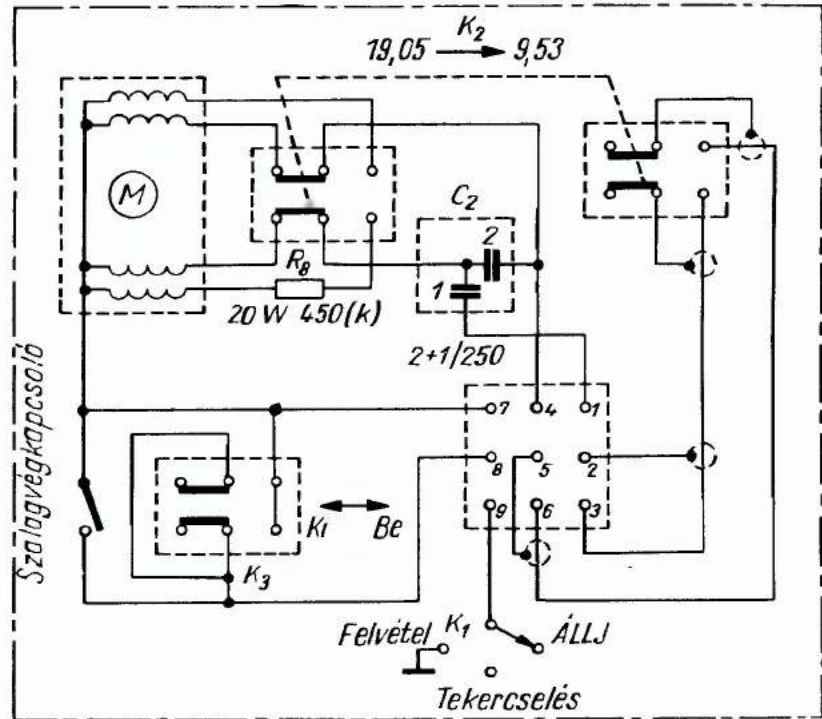 K2
19,05 → 9,53
M
C2
2
1
R8
20 W 450(k)
2+1/250
Szalagvégkapcsoló
7 4 1
8 5 2
9 6 3
Ki ↔ Be
K3
Felvétel K1 ÁLLJ
Tekercselés